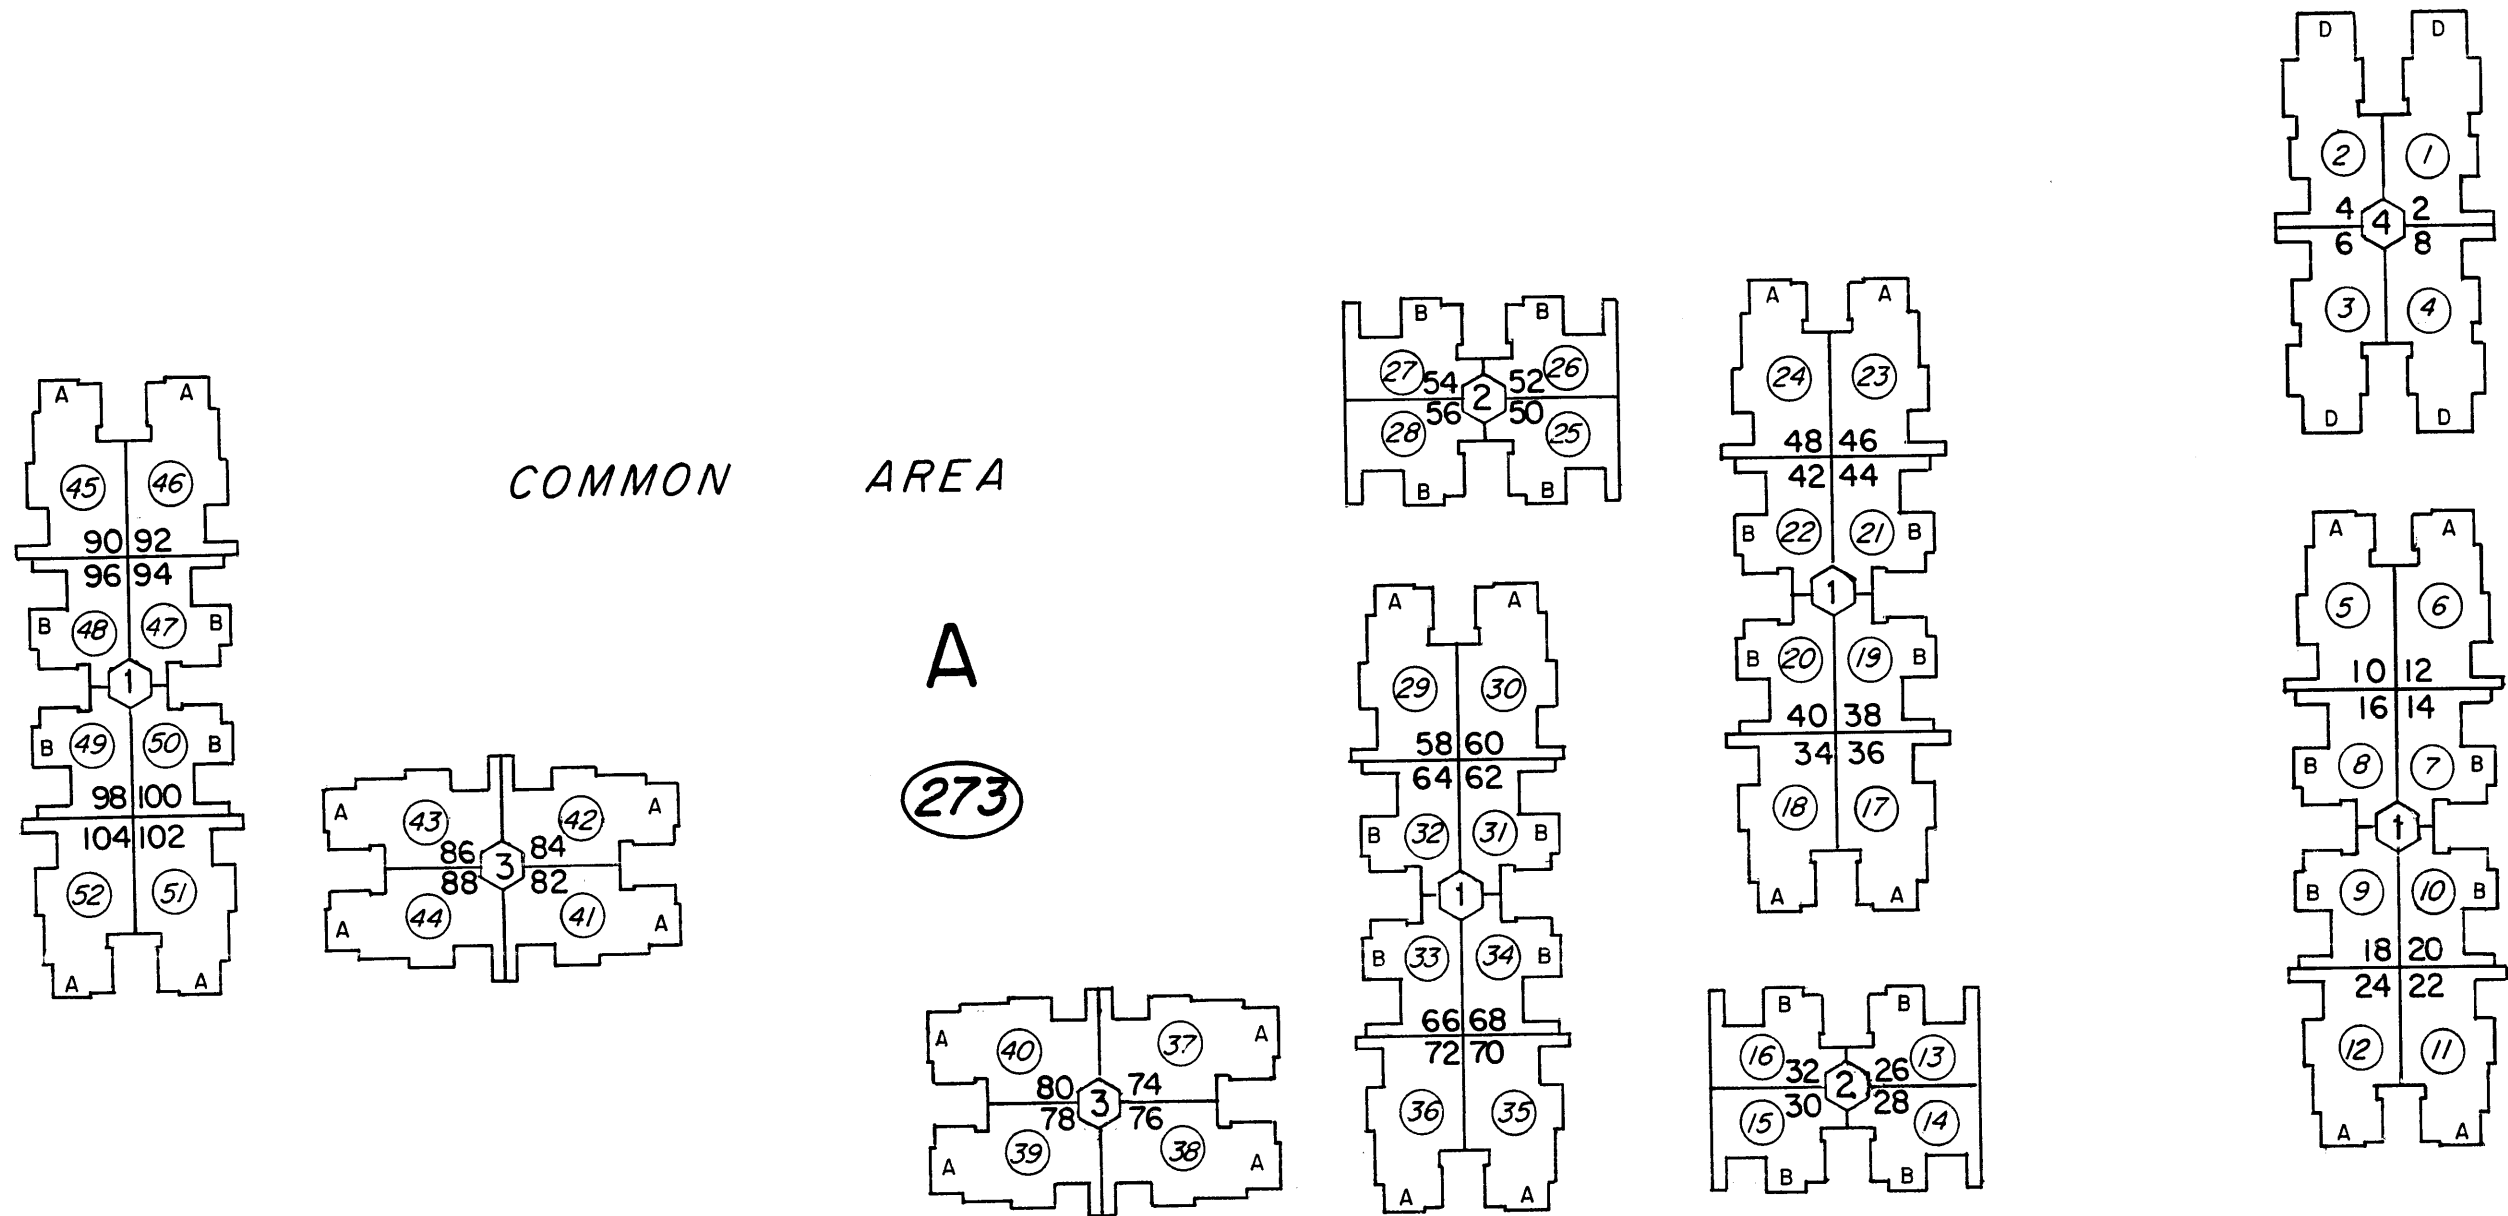 D D
2 1
4 4 2
6 8
3 4
D D
A A
24 23
48 46
42 44
B 22 21 B
1
B 20 19 B
40 38
34 36
18 17
A A
B B
27 54 2 52 26
28 56 50 25
B B
A A
45 46
90 92
96 94
B 48 47 B
1
B 49 50 B
98 100
104 102
52 51
A A
COMMON AREA
A
273
A A
5 6
10 12
16 14
B 8 7 B
1
B 9 10 B
18 20
24 22
12 11
A A
A A
29 30
58 60
64 62
B 32 31 B
1
B 33 34 B
66 68
72 70
36 35
A A
A 43 42 A
86 3 84
88 82
A 44 41 A
A 40 37 A
80 3 74
78 76
A 39 38 A
B B
16 32 2 26 13
15 30 28 14
B B